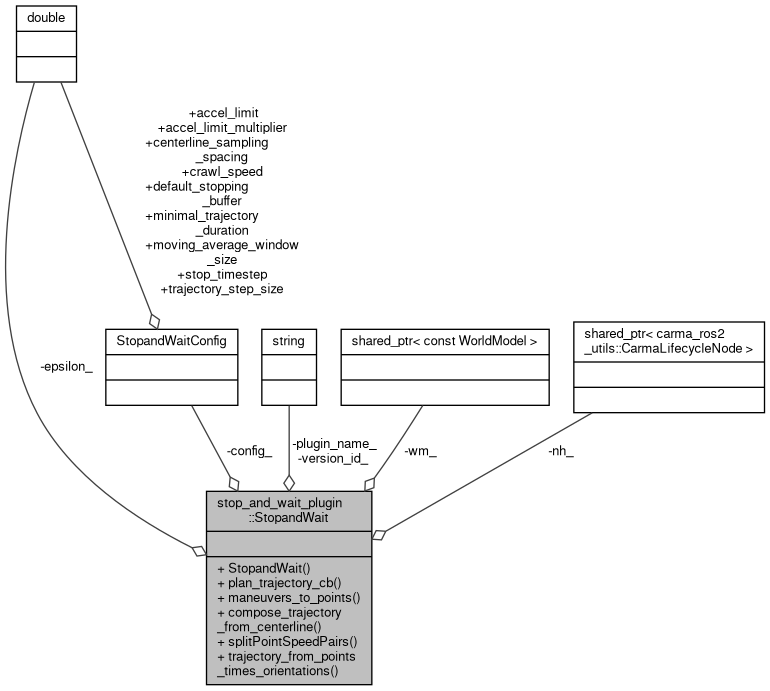 double
+accel_limit
+accel_limit_multiplier
+centerline_sampling
_spacing
+crawl_speed
+default_stopping
_buffer
+minimal_trajectory
_duration
+moving_average_window
_size
+stop_timestep
+trajectory_step_size
StopandWaitConfig
string
shared_ptr< const WorldModel >
shared_ptr< carma_ros2
_utils::CarmaLifecycleNode >
-epsilon_
-config_
-plugin_name_
-version_id_
-wm_
-nh_
stop_and_wait_plugin
::StopandWait
+ StopandWait()
+ plan_trajectory_cb()
+ maneuvers_to_points()
+ compose_trajectory
_from_centerline()
+ splitPointSpeedPairs()
+ trajectory_from_points
_times_orientations()